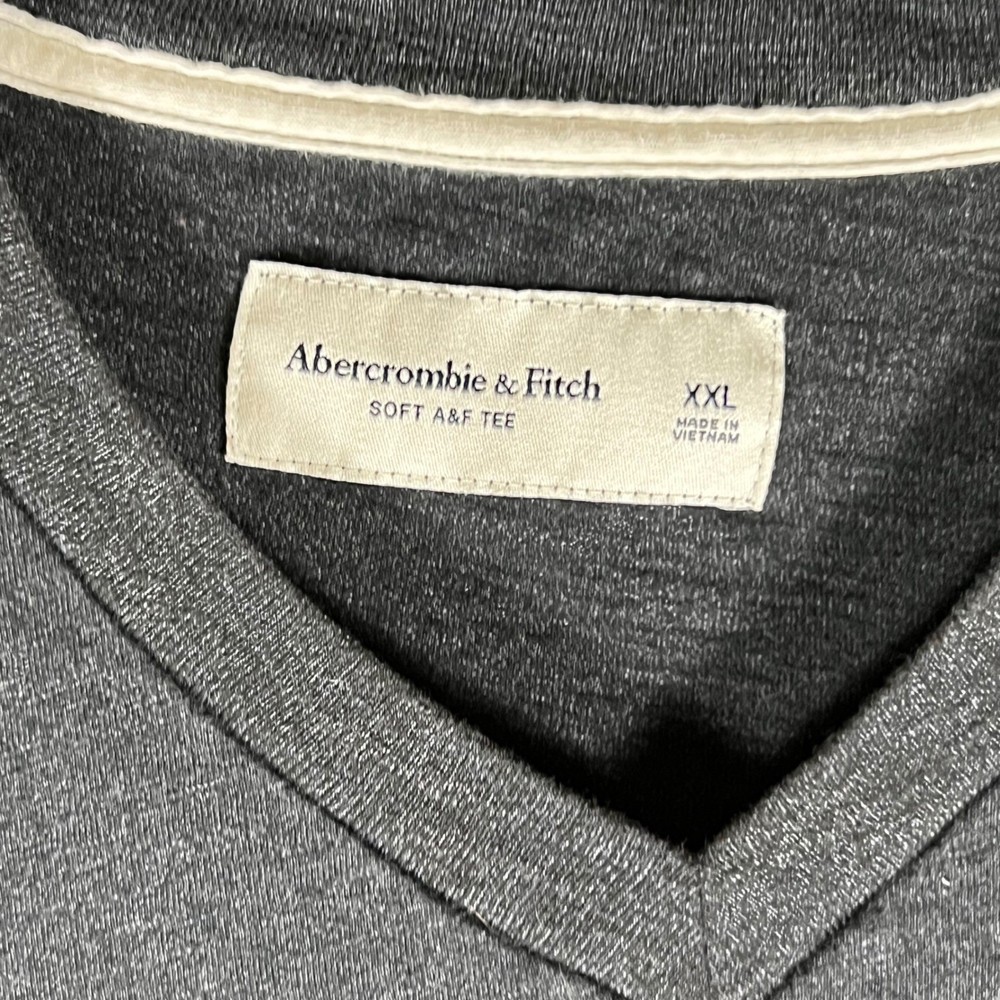 Abercrombie & Fitch
SOFT A&F TEE
XXL
MADE IN
VIETNAM